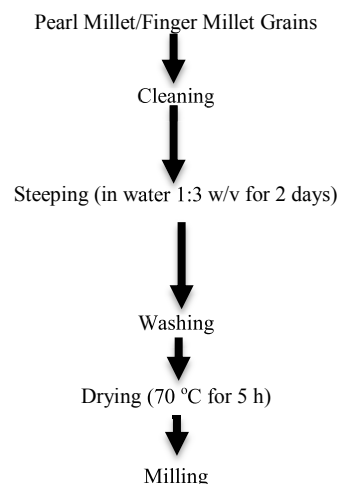 Pearl Millet/Finger Millet Grains
Cleaning
Steeping (in water 1:3 w/v for 2 days)
Washing
Drying (70 ºC for 5 h)
Milling